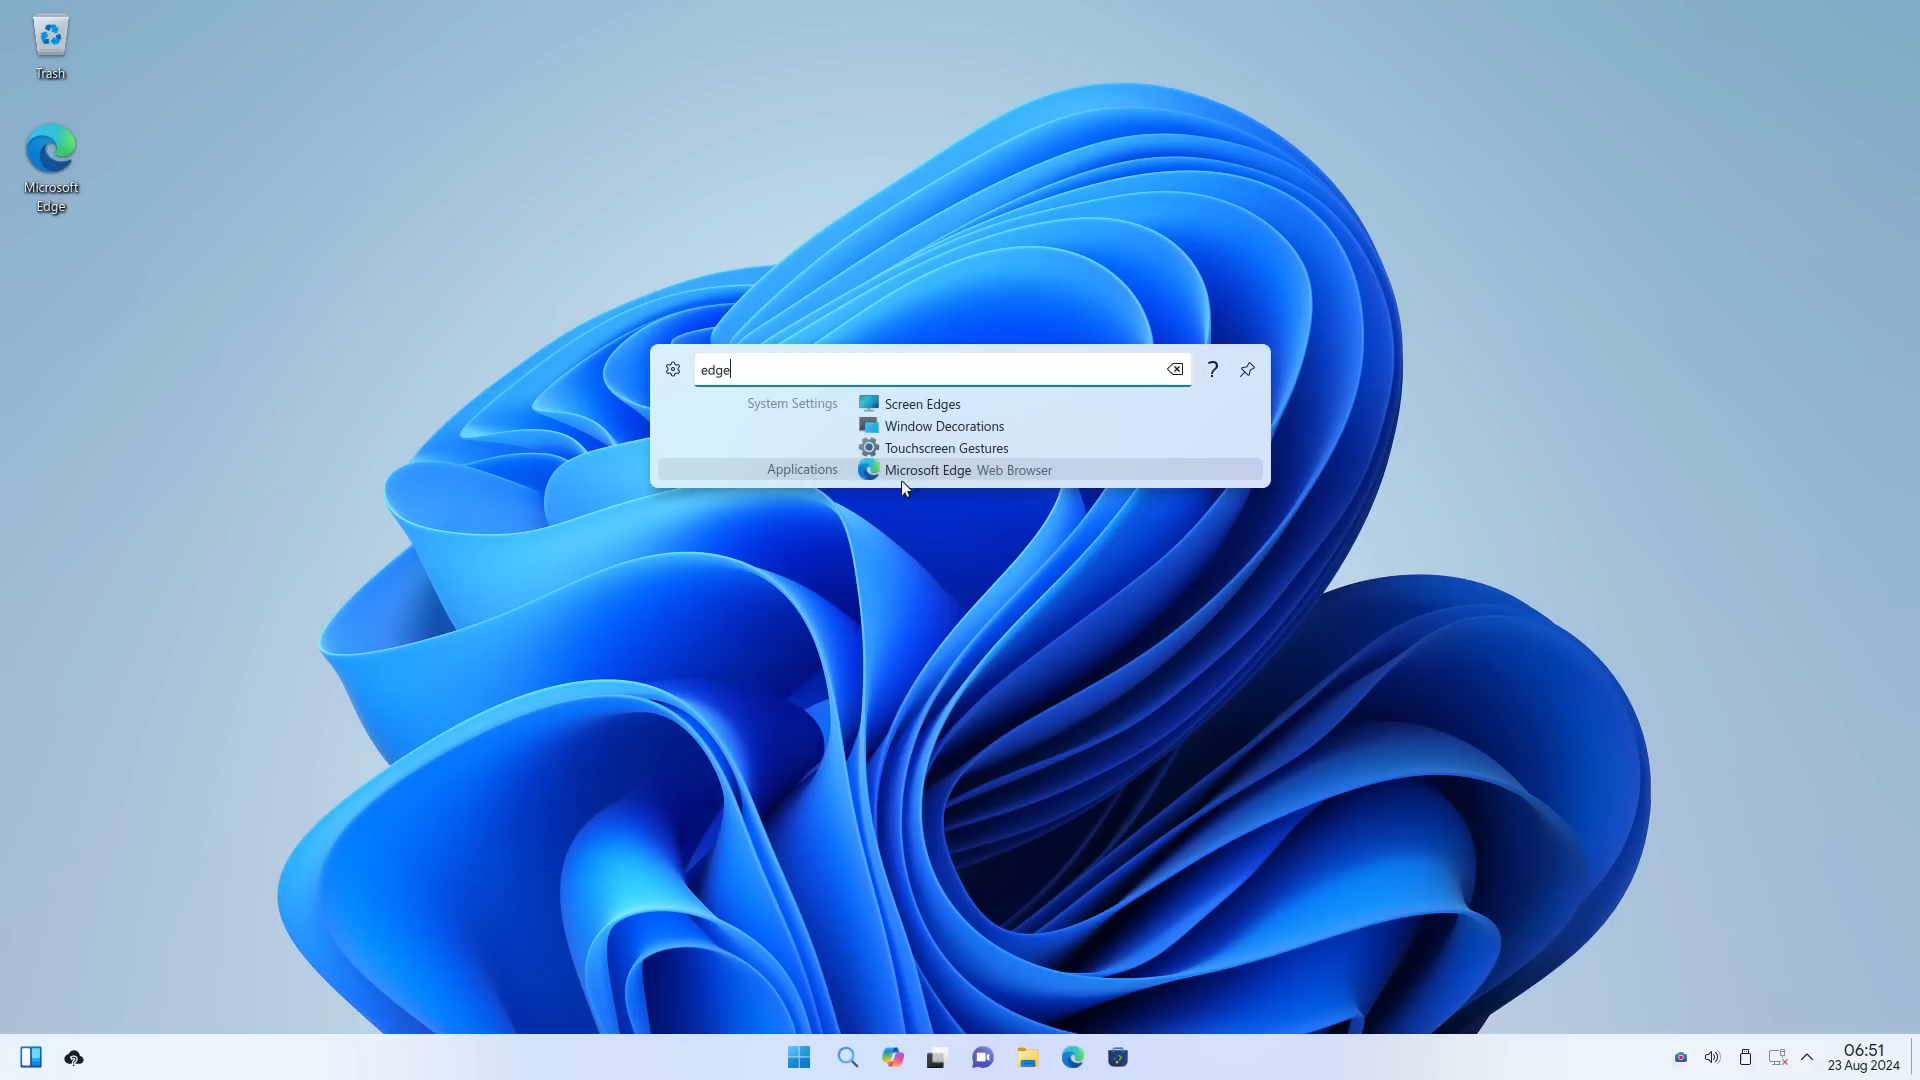 Trash
Microsoft
Edge
edge
?
System Settings
Screen Edges
Window Decorations
Touchscreen Gestures
Applications
Microsoft Edge Web Browser
06:51
23 Aug 2024